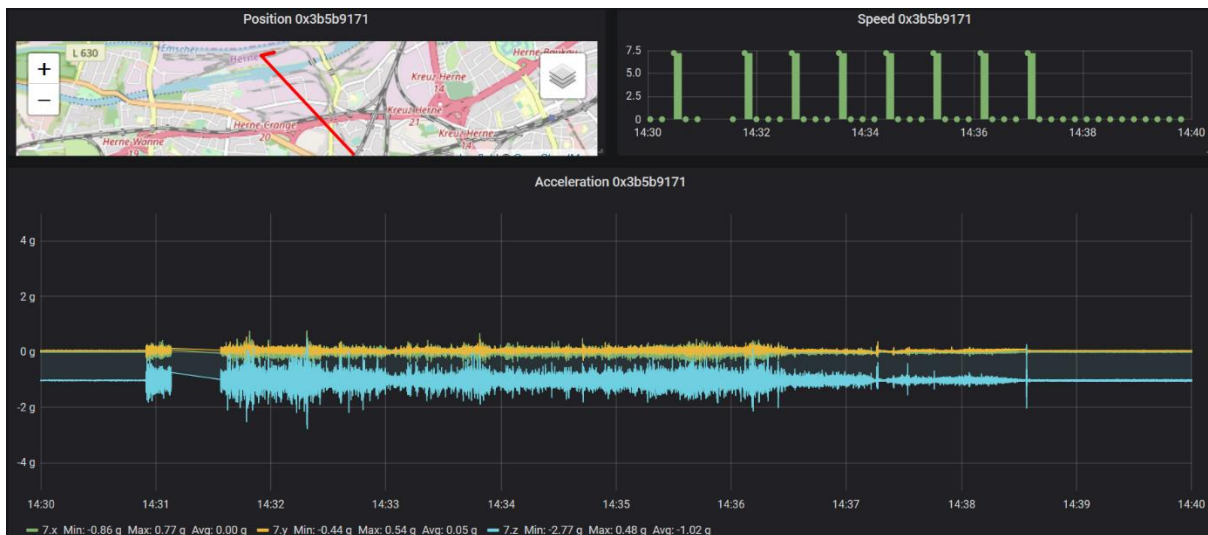 Position 0x3b5b9171
L 630
Emscher
Herne
+
−
Herne-Baukau
Kreuz Herne
14
Kreuz Herne
21
Herne-Crange
20
Herne-Wanne
19
Kreuz Herne
14
Speed 0x3b5b9171
7.5
5.0
2.5
0
14:30
14:32
14:34
14:36
14:38
14:40
Acceleration 0x3b5b9171
4 g
2 g
0 g
-2 g
-4 g
14:30
14:31
14:32
14:33
14:34
14:35
14:36
14:37
14:38
14:39
14:40
7.x Min: -0.86 g Max: 0.77 g Avg: 0.00 g
7.y Min: -0.44 g Max: 0.54 g Avg: 0.05 g
7.z Min: -2.77 g Max: 0.48 g Avg: -1.02 g